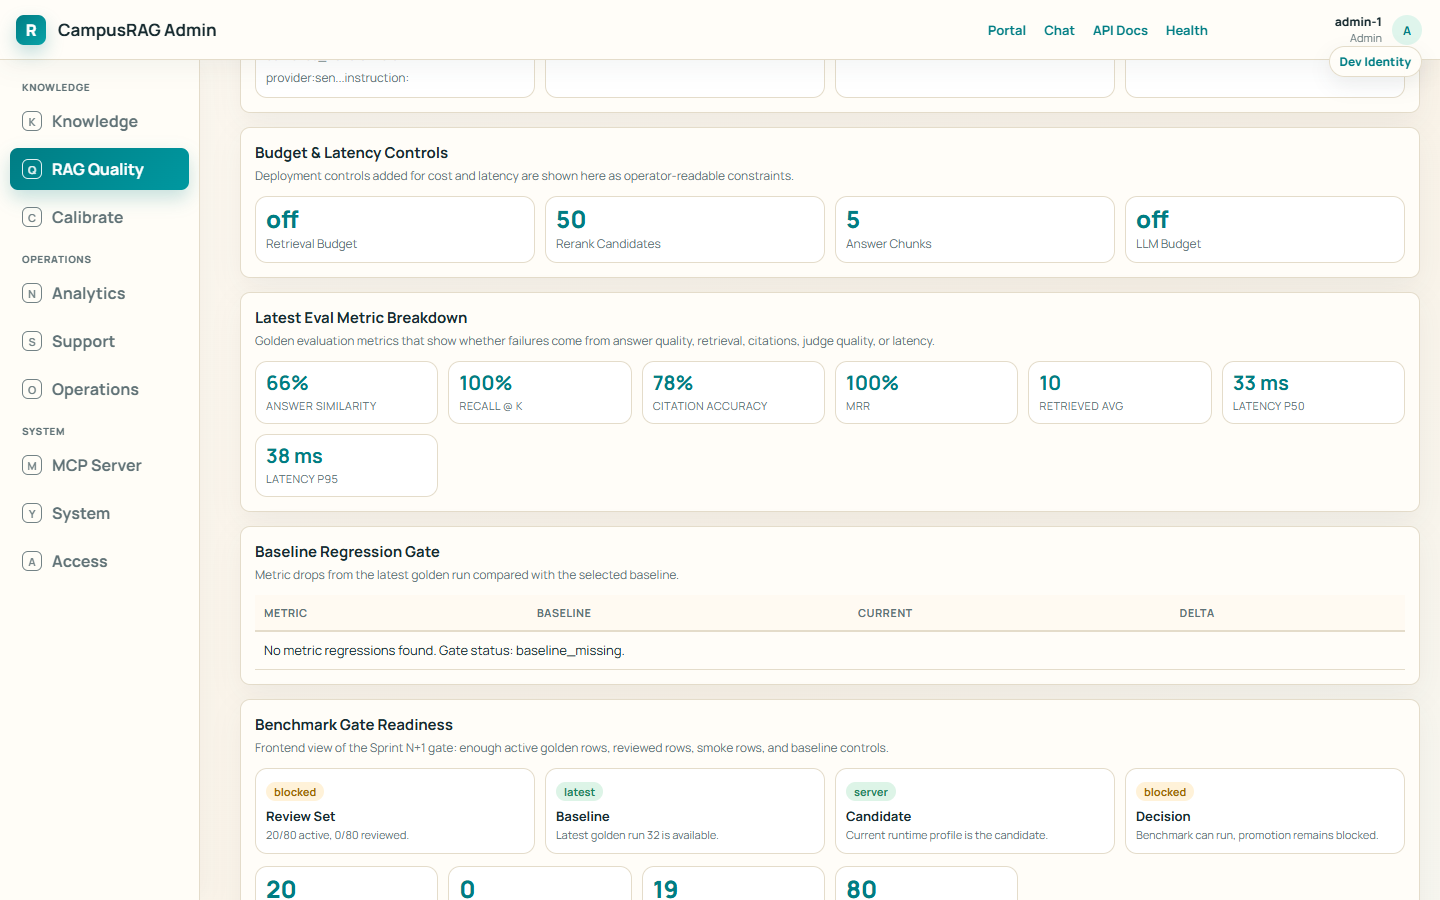 R CampusRAG Admin
Portal Chat API Docs Health
admin-1
Admin
A
Dev Identity
KNOWLEDGE
K Knowledge
Q RAG Quality
C Calibrate
OPERATIONS
N Analytics
S Support
O Operations
SYSTEM
M MCP Server
Y System
A Access
provider:sen...instruction:
Budget & Latency Controls
Deployment controls added for cost and latency are shown here as operator-readable constraints.
off
Retrieval Budget
50
Rerank Candidates
5
Answer Chunks
off
LLM Budget
Latest Eval Metric Breakdown
Golden evaluation metrics that show whether failures come from answer quality, retrieval, citations, judge quality, or latency.
66%
ANSWER SIMILARITY
100%
RECALL @ K
78%
CITATION ACCURACY
100%
MRR
10
RETRIEVED AVG
33 ms
LATENCY P50
38 ms
LATENCY P95
Baseline Regression Gate
Metric drops from the latest golden run compared with the selected baseline.
METRIC BASELINE CURRENT DELTA
No metric regressions found. Gate status: baseline_missing.
Benchmark Gate Readiness
Frontend view of the Sprint N+1 gate: enough active golden rows, reviewed rows, smoke rows, and baseline controls.
blocked
Review Set
20/80 active, 0/80 reviewed.
latest
Baseline
Latest golden run 32 is available.
server
Candidate
Current runtime profile is the candidate.
blocked
Decision
Benchmark can run, promotion remains blocked.
20
0
19
80